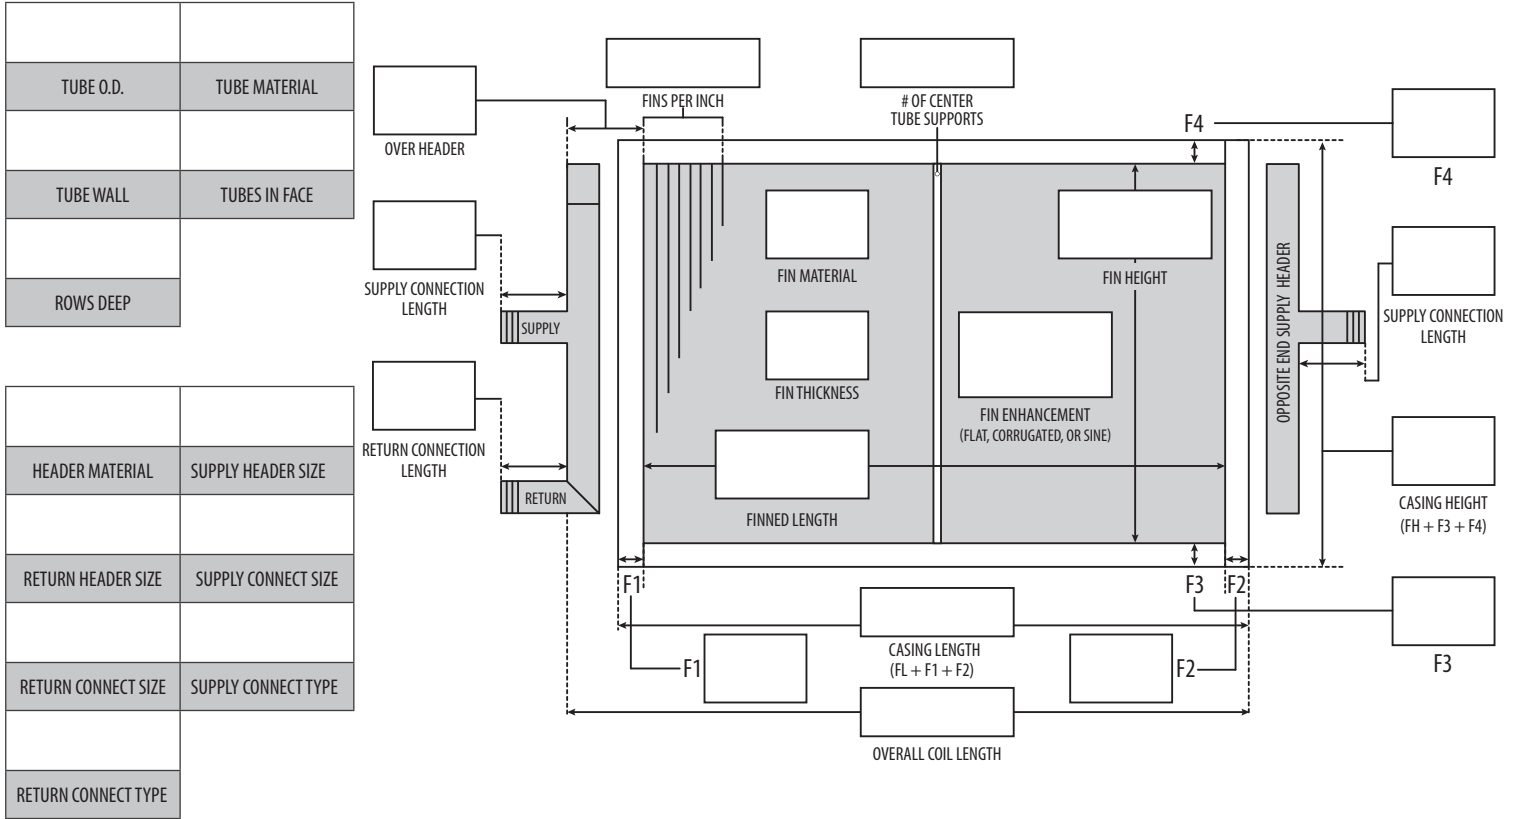 TUBE O.D.
TUBE MATERIAL
TUBE WALL
TUBES IN FACE
ROWS DEEP
HEADER MATERIAL
SUPPLY HEADER SIZE
RETURN HEADER SIZE
SUPPLY CONNECT SIZE
RETURN CONNECT SIZE
SUPPLY CONNECT TYPE
RETURN CONNECT TYPE
OVER HEADER
SUPPLY CONNECTION
LENGTH
RETURN CONNECTION
LENGTH
SUPPLY
RETURN
FINS PER INCH
# OF CENTER
TUBE SUPPORTS
F4
FIN MATERIAL
FIN HEIGHT
FIN THICKNESS
FIN ENHANCEMENT
(FLAT, CORRUGATED, OR SINE)
FINNED LENGTH
F1
F3
F2
CASING LENGTH
(FL + F1 + F2)
F1
F2
OVERALL COIL LENGTH
OPPOSITE END SUPPLY HEADER
F4
SUPPLY CONNECTION
LENGTH
CASING HEIGHT
(FH + F3 + F4)
F3